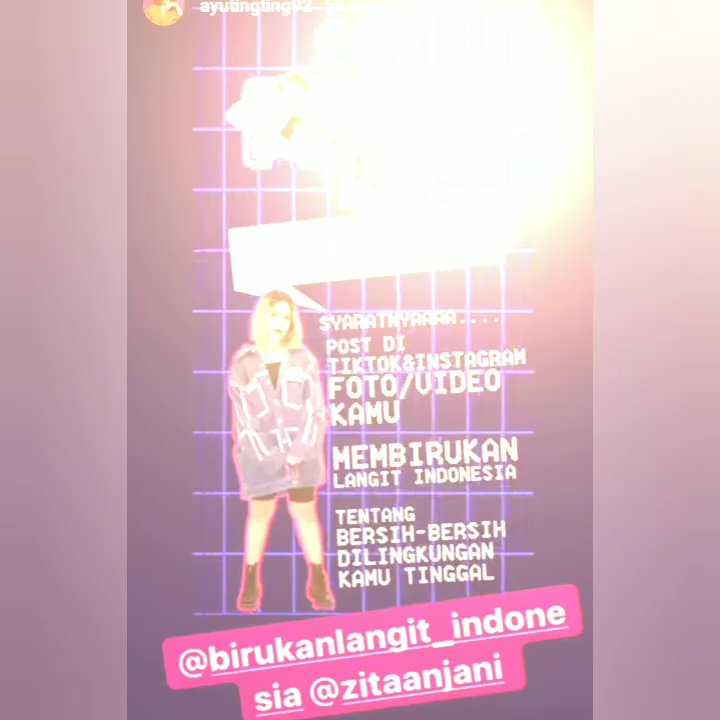 ayutingting92
SYARATNYAAAA....
POST DI
TIKTOK&INSTAGRAM
FOTO/VIDEO
KAMU
MEMBIRUKAN
LANGIT INDONESIA
TENTANG
BERSIH-BERSIH
DILINGKUNGAN
KAMU TINGGAL
@birukanlangit_indone
sia @zitaanjani